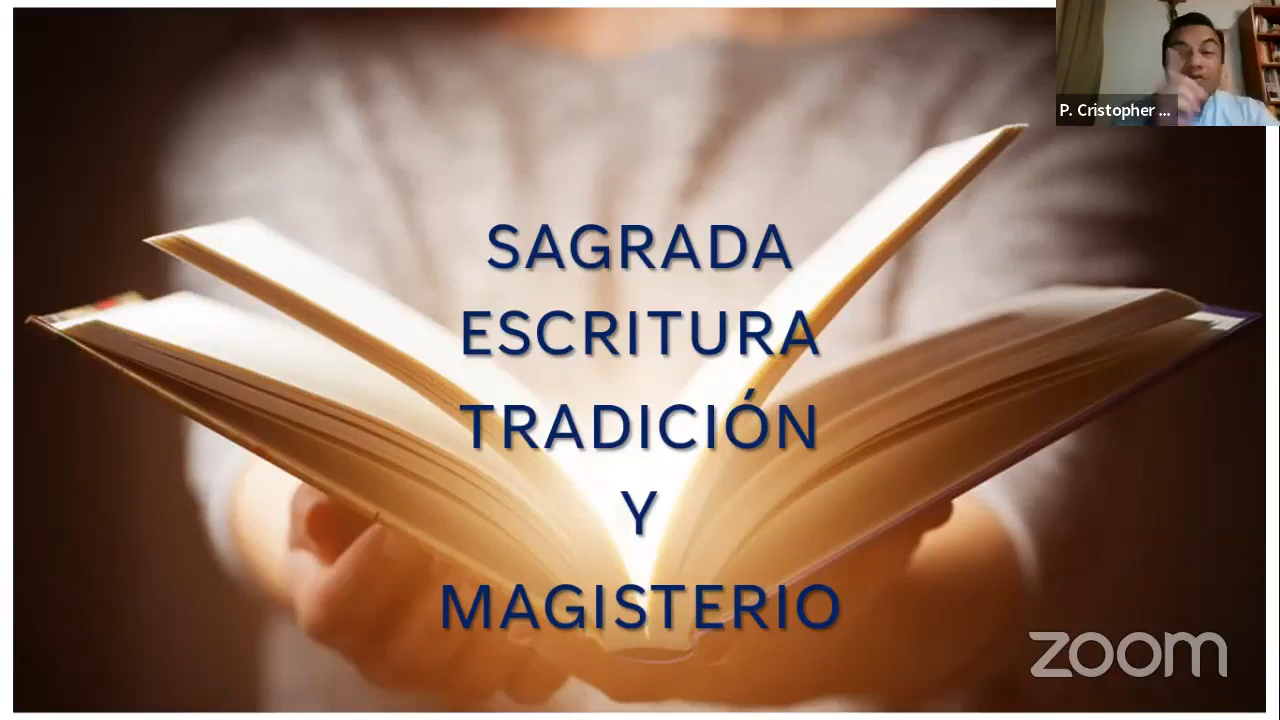 P. Cristopher ...
SAGRADA
ESCRITURA
TRADICIÓN
Y
MAGISTERIO
zoom